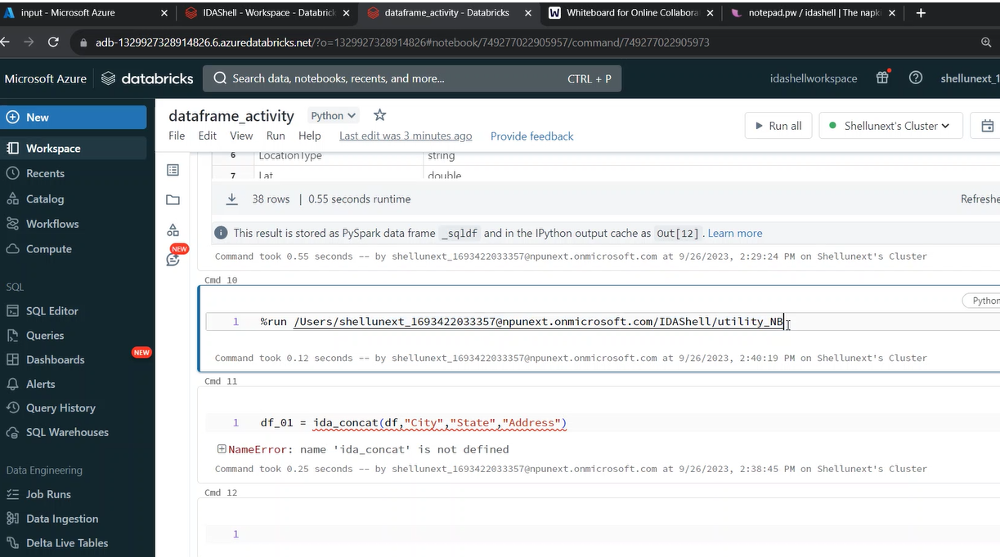 input - Microsoft Azure
IDAShell - Workspace - Databrick
dataframe_activity - Databricks
Whiteboard for Online Collabora
notepad.pw / idashell | The napk
adb-1329927328914826.6.azuredatabricks.net/?o=1329927328914826#notebook/749277022905957/command/749277022905973
Microsoft Azure
databricks
Search data, notebooks, recents, and more...
CTRL + P
idashellworkspace
shellunext_1
New
Workspace
Recents
Catalog
Workflows
Compute
SQL
SQL Editor
Queries
Dashboards
NEW
Alerts
Query History
SQL Warehouses
Data Engineering
Job Runs
Data Ingestion
Delta Live Tables
dataframe_activity
Python
File Edit View Run Help Last edit was 3 minutes ago Provide feedback
Run all
Shellunext's Cluster
NEW
6 LocationType string
7 Lat double
38 rows | 0.55 seconds runtime
Refreshe
This result is stored as PySpark data frame _sqldf and in the IPython output cache as Out[12]. Learn more
Command took 0.55 seconds -- by shellunext_1693422033357@npunext.onmicrosoft.com at 9/26/2023, 2:29:24 PM on Shellunext's Cluster
Cmd 10
Python
1 %run /Users/shellunext_1693422033357@npunext.onmicrosoft.com/IDAShell/utility_NB
Command took 0.12 seconds -- by shellunext_1693422033357@npunext.onmicrosoft.com at 9/26/2023, 2:40:19 PM on Shellunext's Cluster
Cmd 11
1 df_01 = ida_concat(df,"City","State","Address")
NameError: name 'ida_concat' is not defined
Command took 0.25 seconds -- by shellunext_1693422033357@npunext.onmicrosoft.com at 9/26/2023, 2:38:45 PM on Shellunext's Cluster
Cmd 12
1